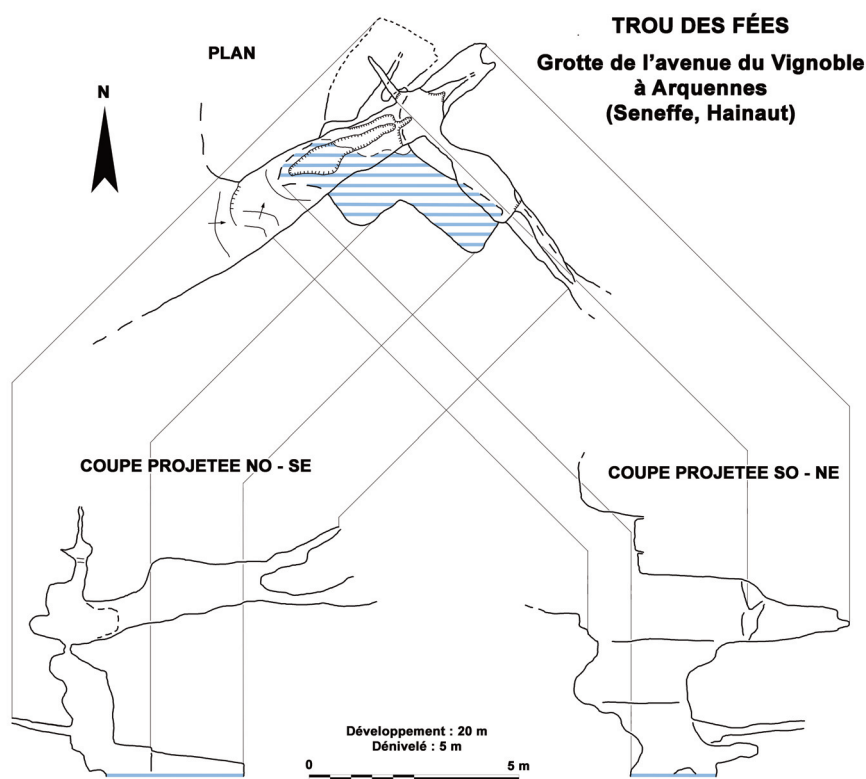 TROU DES FÉES
Grotte de l'avenue du Vignoble
à Arquennes
(Seneffe, Hainaut)
PLAN
N
COUPE PROJETEE NO - SE
COUPE PROJETEE SO - NE
Développement : 20 m
Dénivelé : 5 m
0 5 m